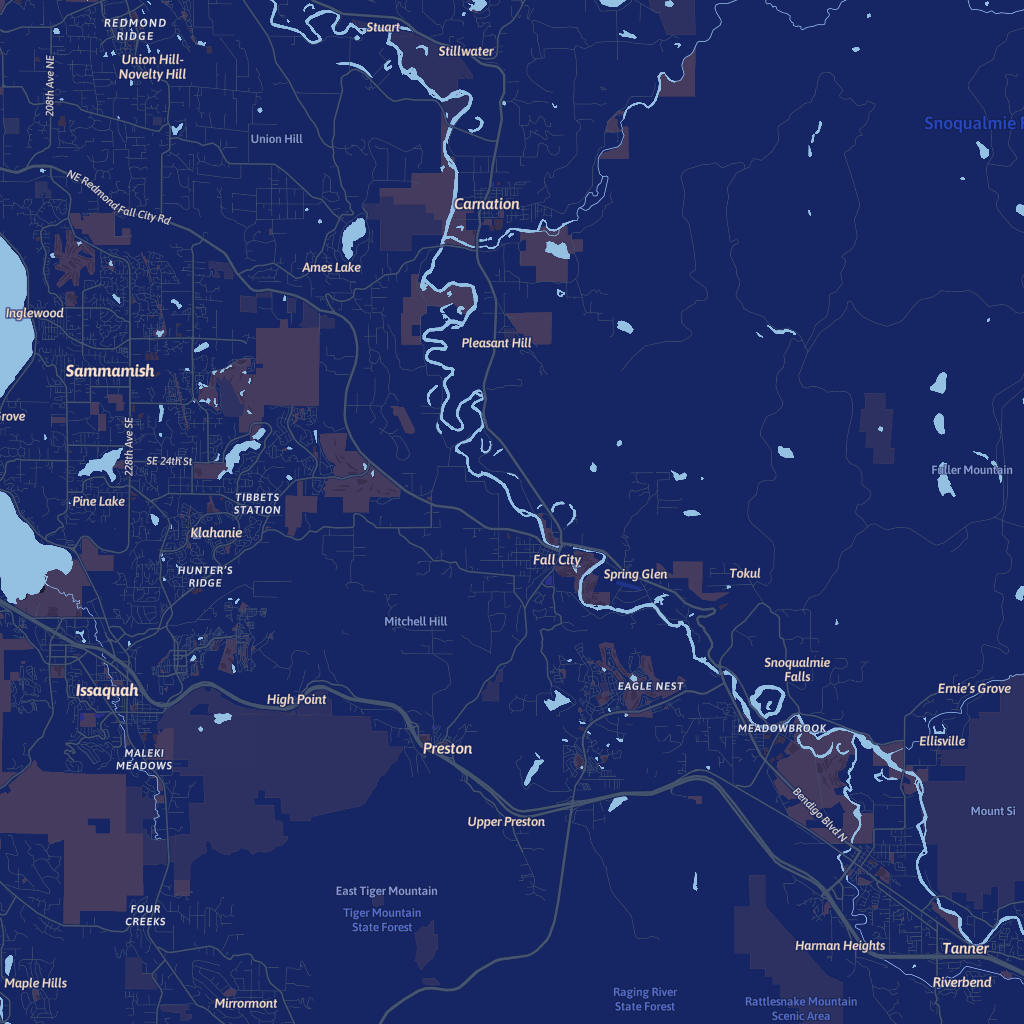 REDMOND
RIDGE
Stuart
Stillwater
Union Hill-
Novelty Hill
208th Ave NE
Snoqualmie
Union Hill
NE Redmond Fall City Rd
Carnation
Ames Lake
Inglewood
Pleasant Hill
Sammamish
rove
228th Ave SE
SE 24th St
Fuller Mountain
Pine Lake
TIBBETS
STATION
Klahanie
Fall City
HUNTER'S
RIDGE
Spring Glen
Tokul
Mitchell Hill
Snoqualmie
Falls
Issaquah
High Point
EAGLE NEST
Ernie's Grove
MEADOWBROOK
Ellisville
MALEKI
MEADOWS
Preston
Bendigo Blvd N
Mount Si
Upper Preston
East Tiger Mountain
Tiger Mountain
State Forest
FOUR
CREEKS
Harman Heights
Tanner
Maple Hills
Riverbend
Mirrormont
Raging River
State Forest
Rattlesnake Mountain
Scenic Area